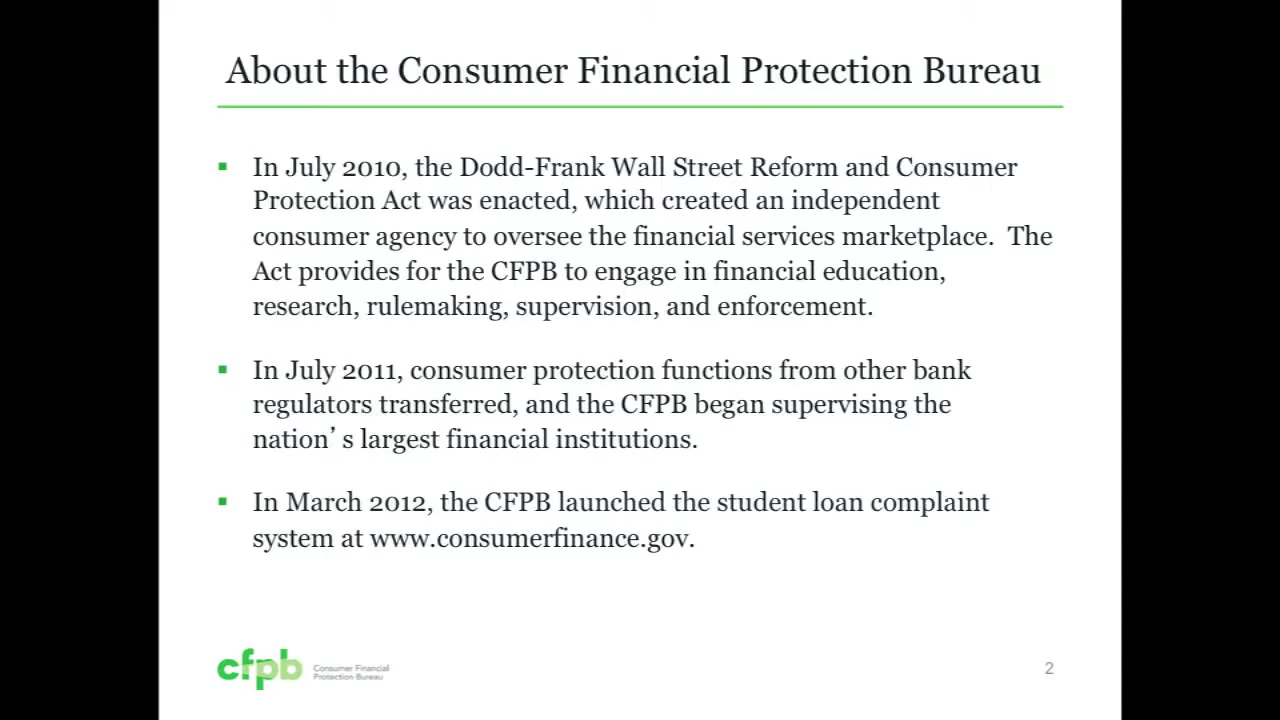 About the Consumer Financial Protection Bureau
▪ In July 2010, the Dodd-Frank Wall Street Reform and Consumer
Protection Act was enacted, which created an independent
consumer agency to oversee the financial services marketplace.  The
Act provides for the CFPB to engage in financial education,
research, rulemaking, supervision, and enforcement.
▪ In July 2011, consumer protection functions from other bank
regulators transferred, and the CFPB began supervising the
nation’s largest financial institutions.
▪ In March 2012, the CFPB launched the student loan complaint
system at www.consumerfinance.gov.
cfpb
Consumer Financial
Protection Bureau
2